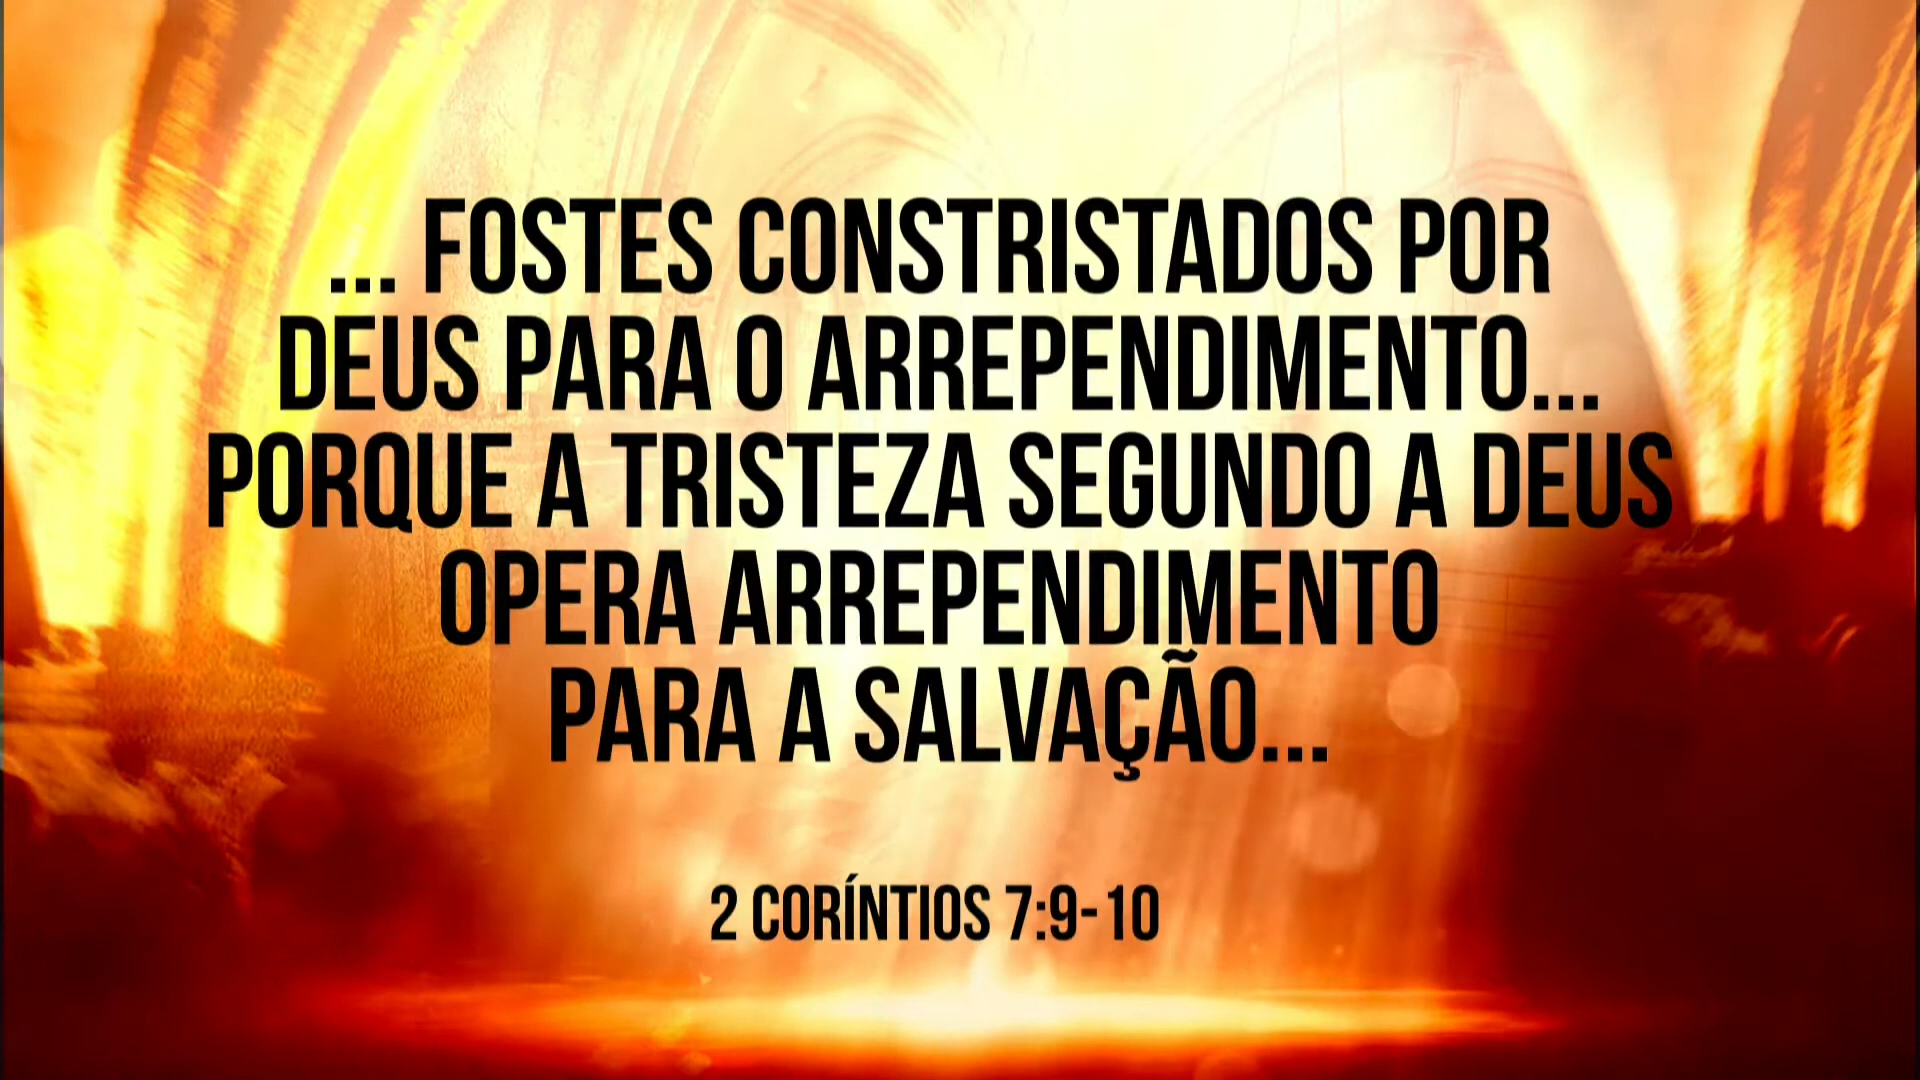 ... FOSTES CONSTRISTADOS POR
DEUS PARA O ARREPENDIMENTO...
PORQUE A TRISTEZA SEGUNDO A DEUS
OPERA ARREPENDIMENTO
PARA A SALVAÇÃO...
2 CORÍNTIOS 7:9-10